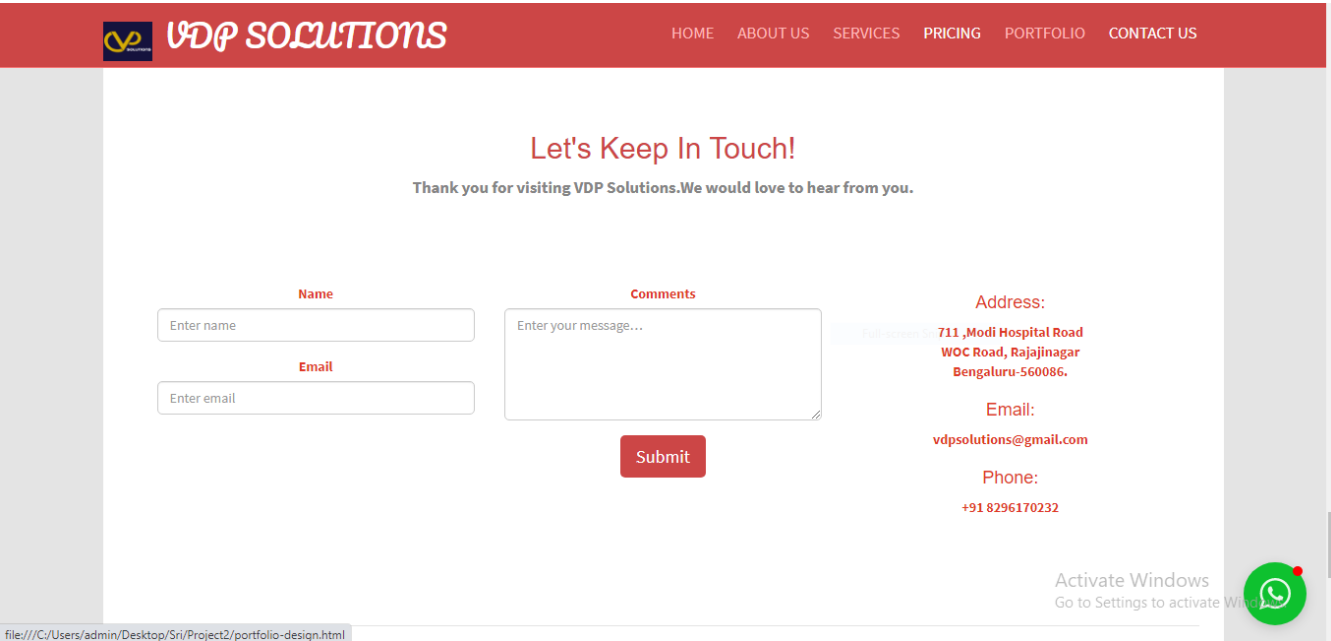 VDP SOLUTIONS
HOME ABOUT US SERVICES PRICING PORTFOLIO CONTACT US
Let's Keep In Touch!
Thank you for visiting VDP Solutions.We would love to hear from you.
Name
Enter name
Email
Enter email
Comments
Enter your message...
Submit
Address:
711 ,Modi Hospital Road
WOC Road, Rajajinagar
Bengaluru-560086.
Email:
vdpsolutions@gmail.com
Phone:
+91 8296170232
Activate Windows
Go to Settings to activate Windows.
file:///C:/Users/admin/Desktop/Sri/Project2/portfolio-design.html